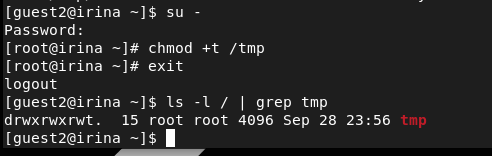 [guest2@irina ~]$ su -
Password:
[root@irina ~]# chmod +t /tmp
[root@irina ~]# exit
logout
[guest2@irina ~]$ ls -l / | grep tmp
drwxrwxrwt.  15 root root 4096 Sep 28 23:56 tmp
[guest2@irina ~]$